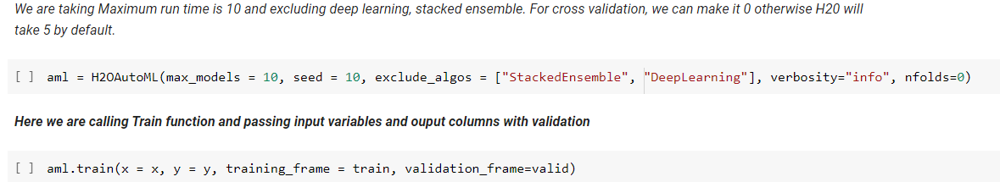 We are taking Maximum run time is 10 and excluding deep learning, stacked ensemble. For cross validation, we can make it 0 otherwise H20 will
take 5 by default.
[ ] aml = H2OAutoML(max_models = 10, seed = 10, exclude_algos = ["StackedEnsemble", "DeepLearning"], verbosity="info", nfolds=0)
Here we are calling Train function and passing input variables and ouput columns with validation
[ ] aml.train(x = x, y = y, training_frame = train, validation_frame=valid)